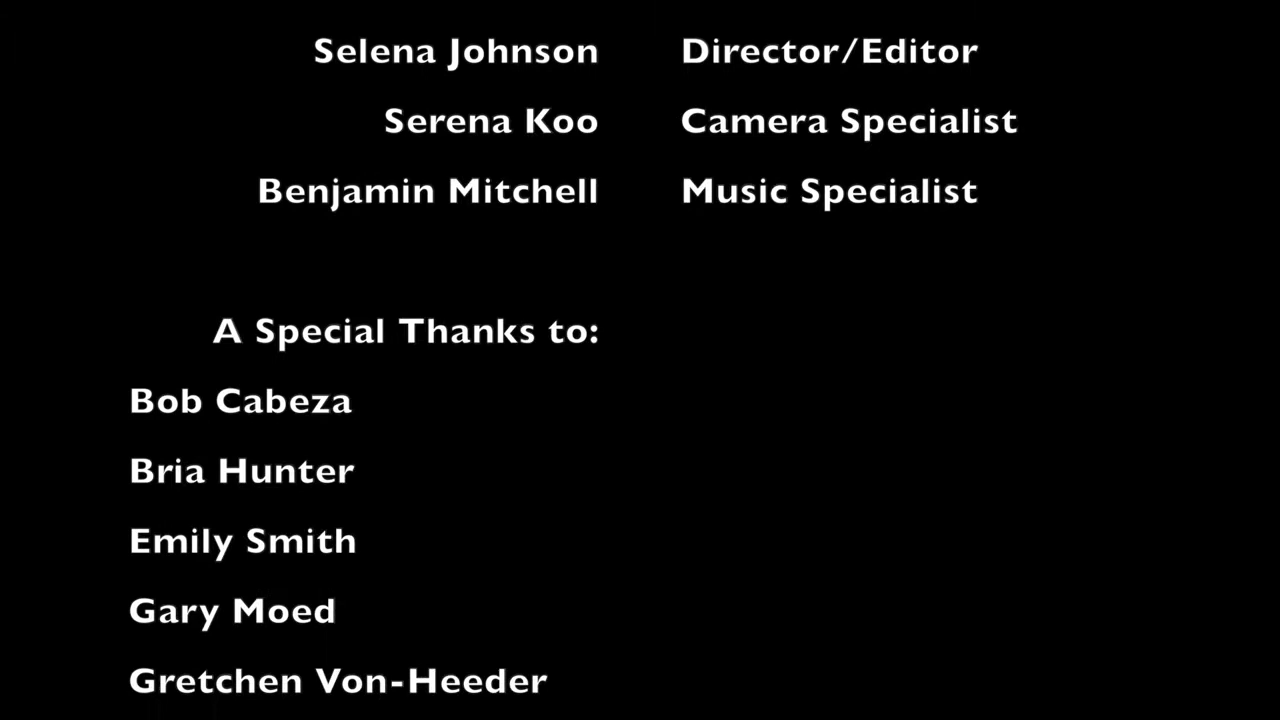 Selena Johnson Director/Editor
Serena Koo Camera Specialist
Benjamin Mitchell Music Specialist
A Special Thanks to:
Bob Cabeza
Bria Hunter
Emily Smith
Gary Moed
Gretchen Von-Heeder